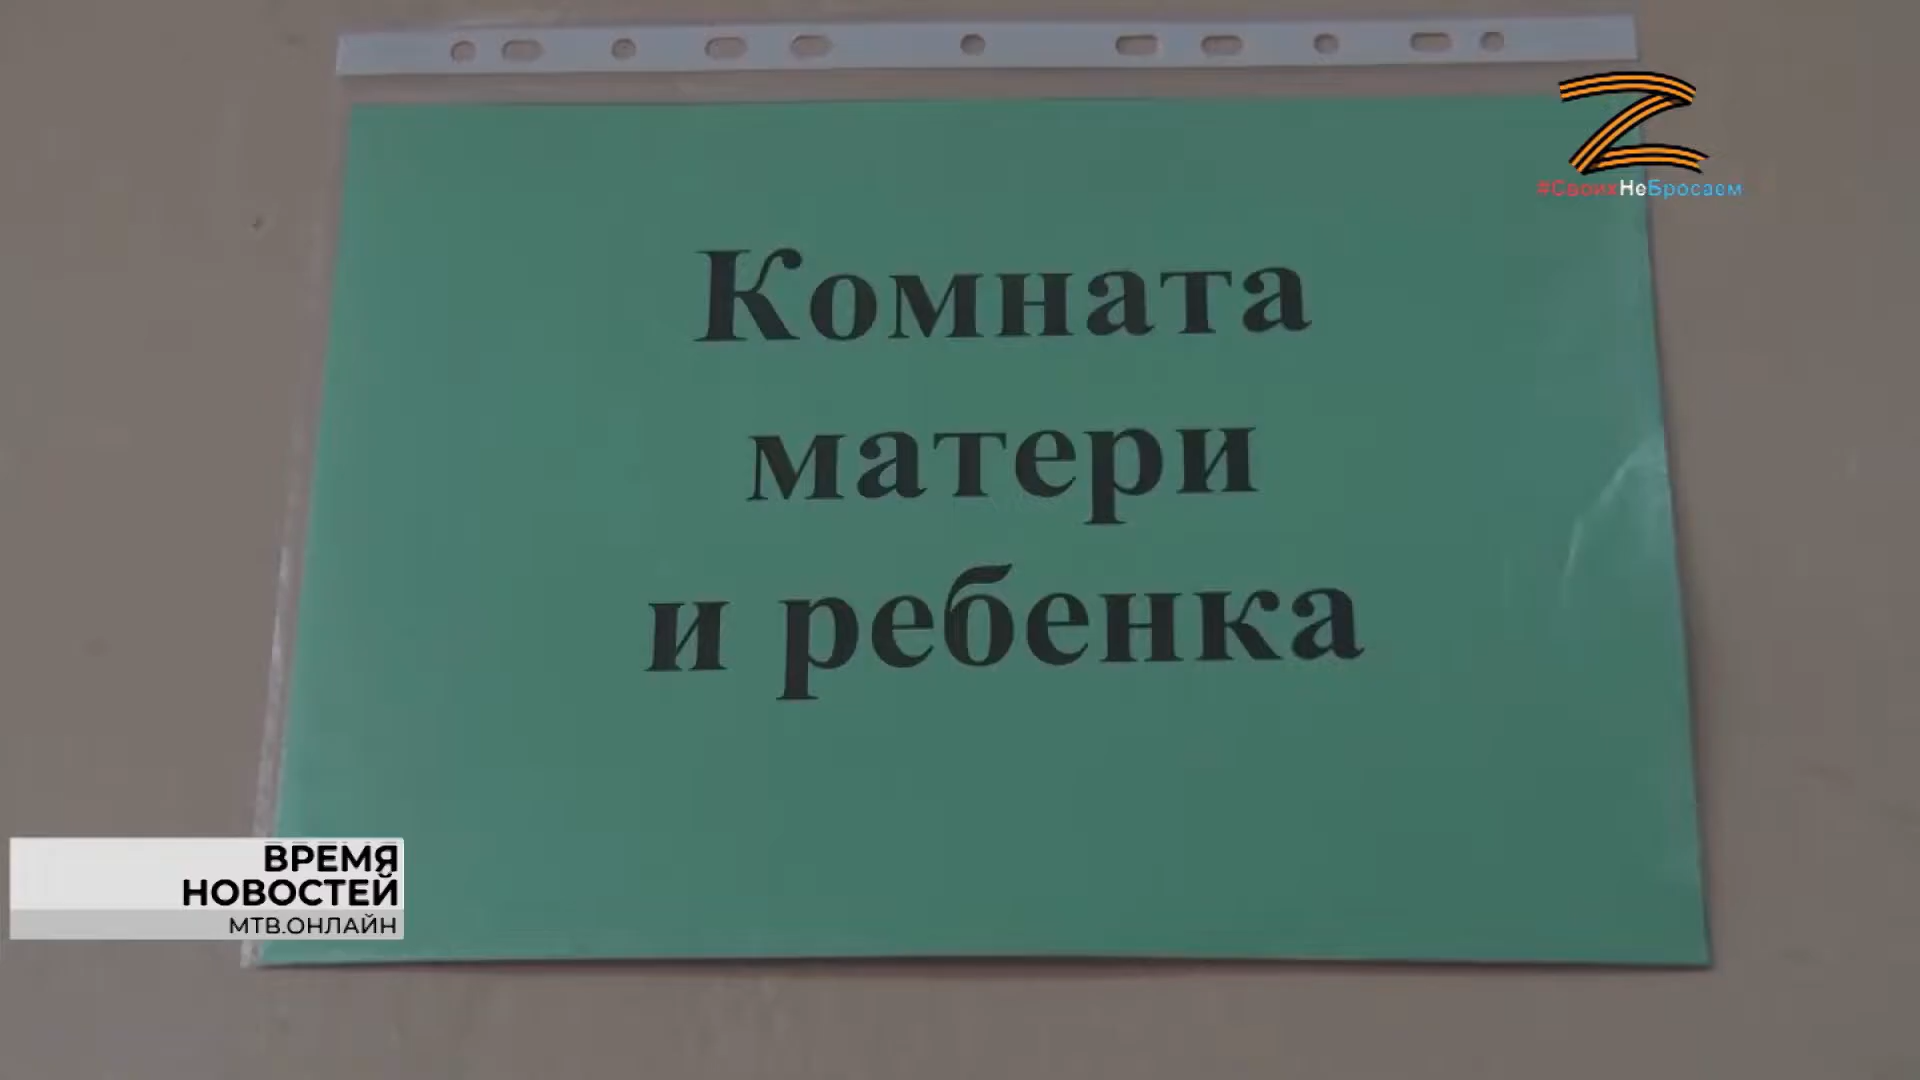 #СвоихНеБросаем
Комната
матери
и ребенка
ВРЕМЯ
НОВОСТЕЙ
МТВ.ОНЛАЙН